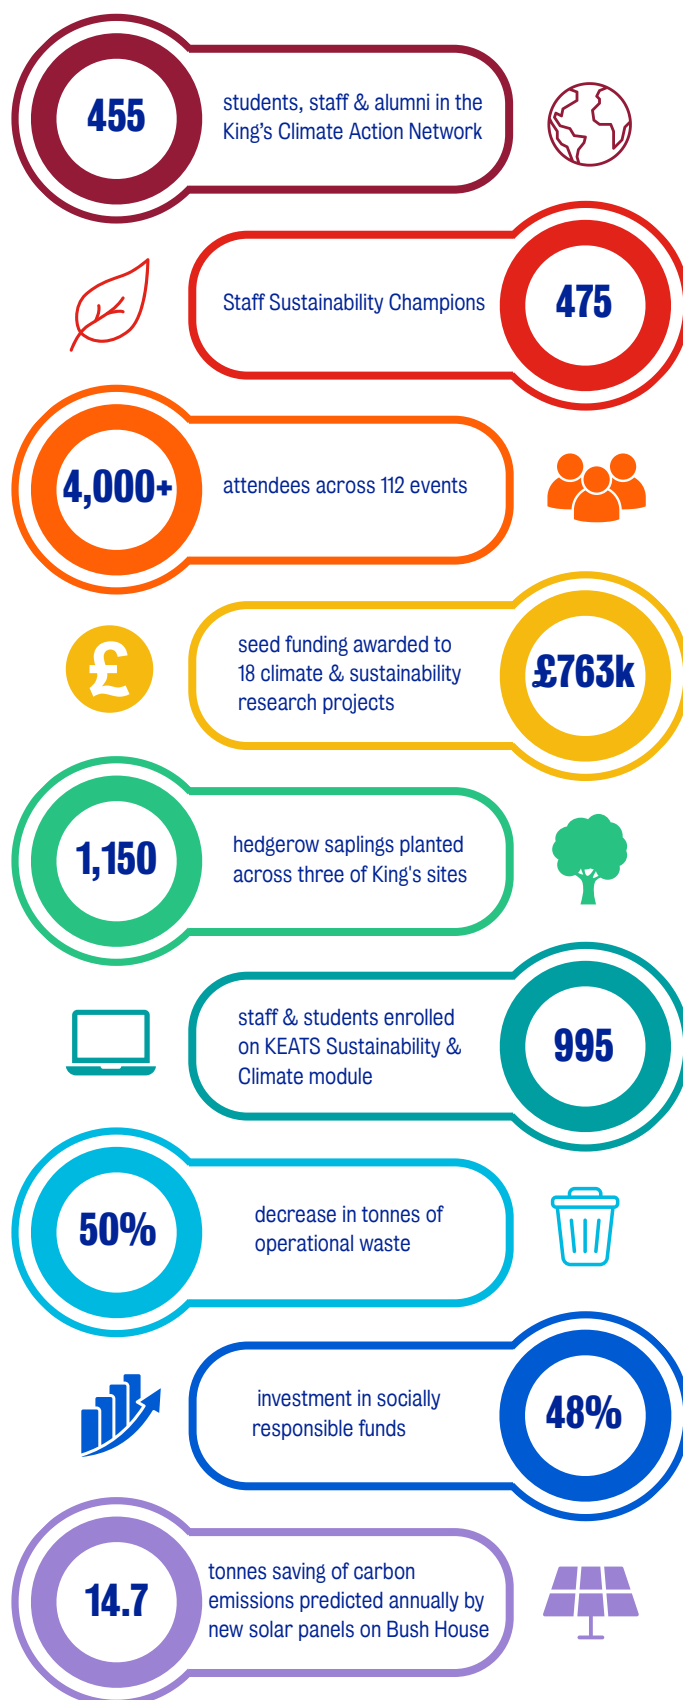 455
students, staff & alumni in the
King’s Climate Action Network
Staff Sustainability Champions
475
4,000+
attendees across 112 events
£
seed funding awarded to
18 climate & sustainability
research projects
£763k
1,150
hedgerow saplings planted
across three of King's sites
staff & students enrolled
on KEATS Sustainability &
Climate module
995
50%
decrease in tonnes of
operational waste
investment in socially
responsible funds
48%
14.7
tonnes saving of carbon
emissions predicted annually by
new solar panels on Bush House